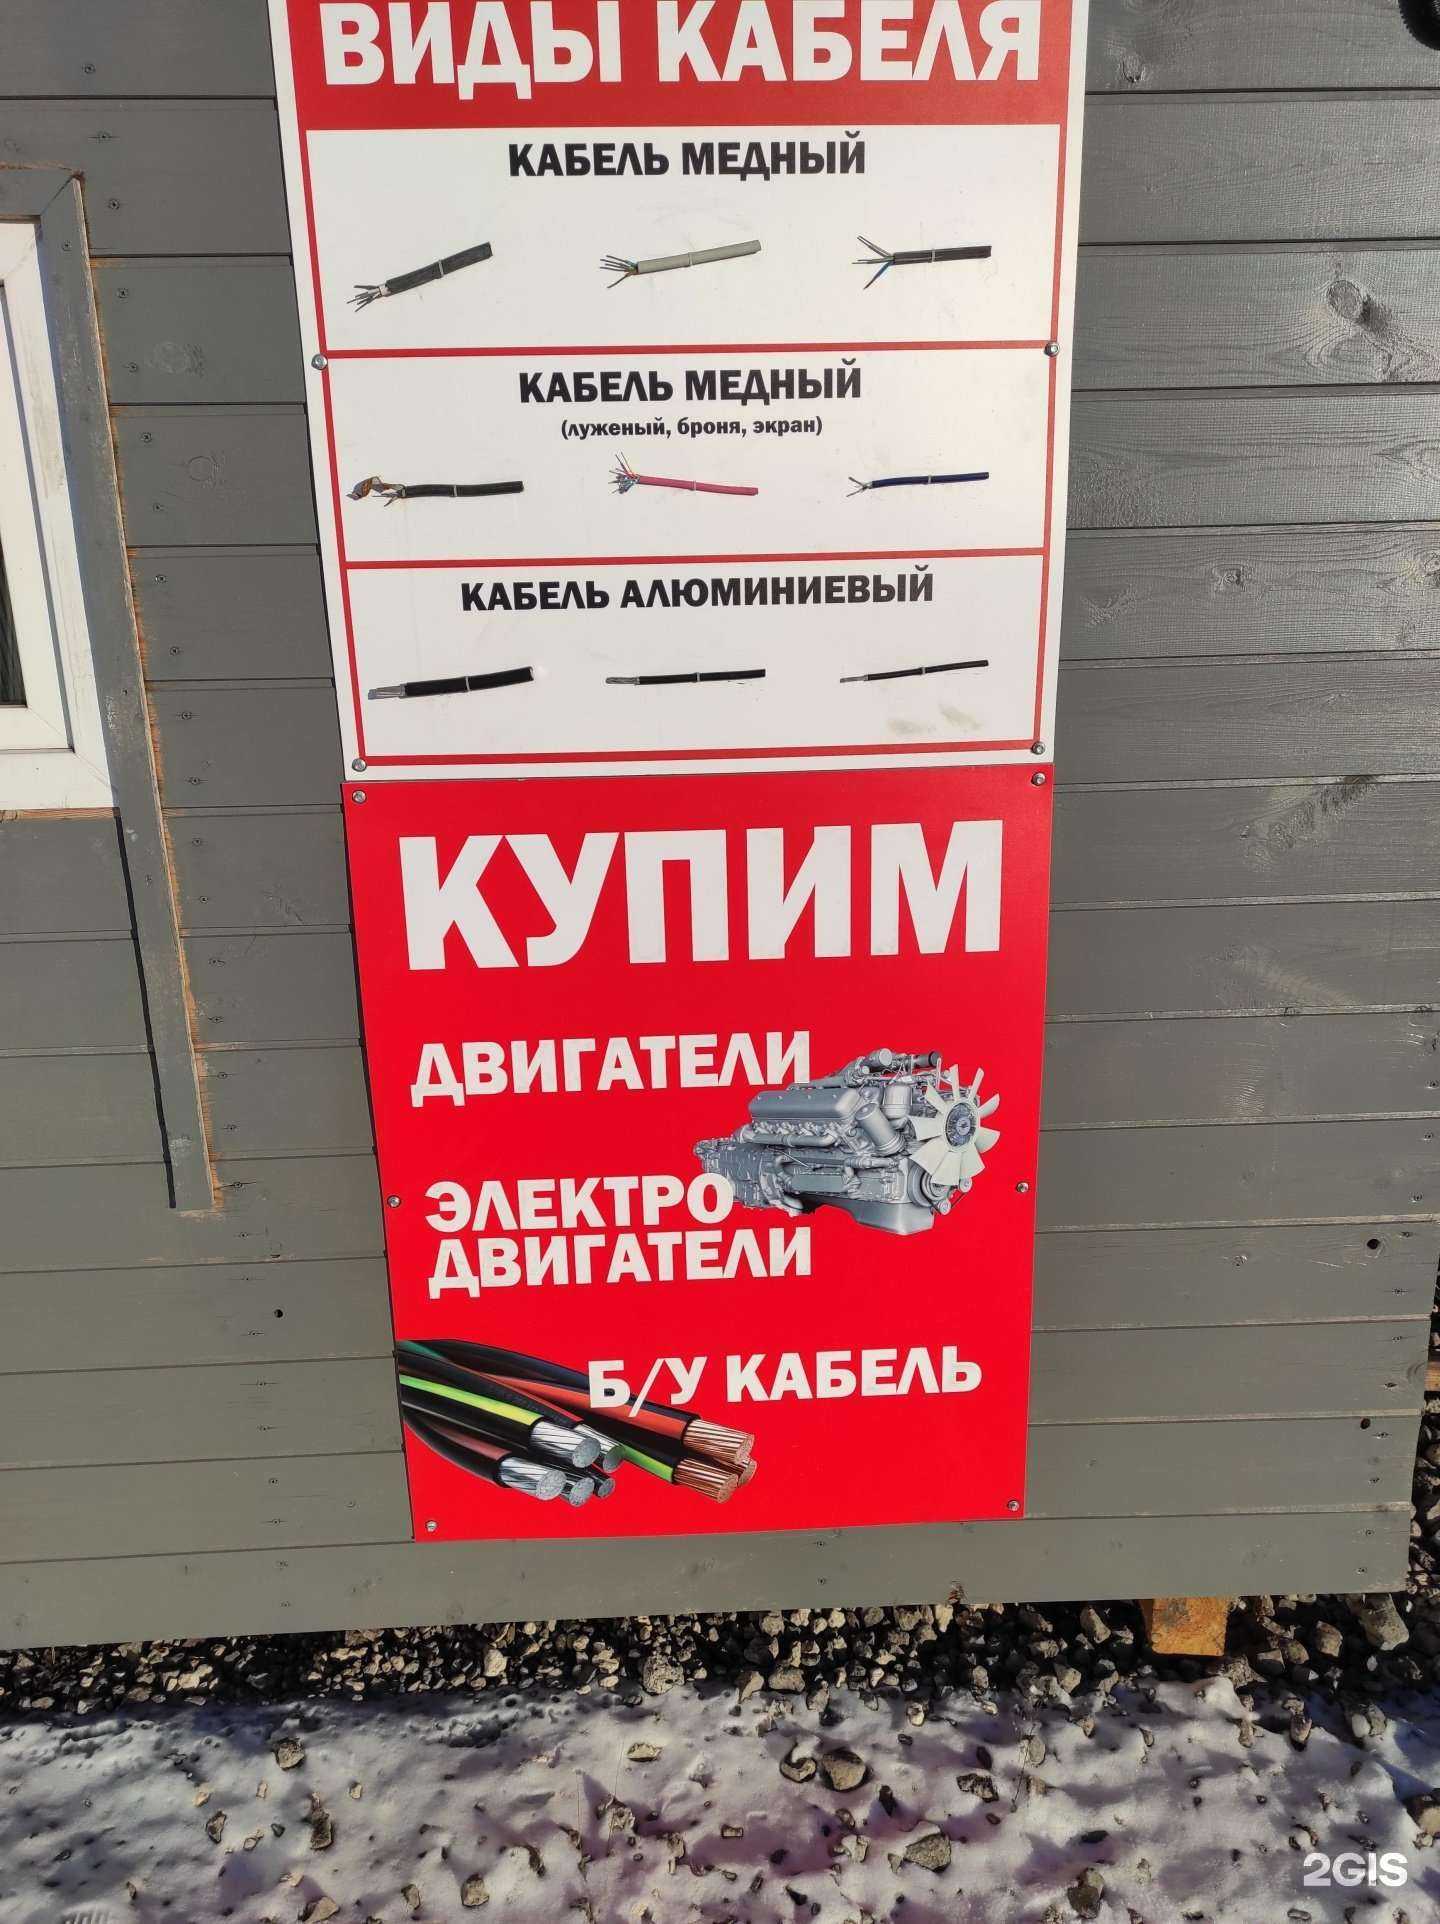 ВИДЫ КАБЕЛЯ
КАБЕЛЬ МЕДНЫЙ
КАБЕЛЬ МЕДНЫЙ
(луженый, броня, экран)
КАБЕЛЬ АЛЮМИНИЕВЫЙ
КУПИМ
ДВИГАТЕЛИ
ЭЛЕКТРО
ДВИГАТЕЛИ
Б/У КАБЕЛЬ
2GIS